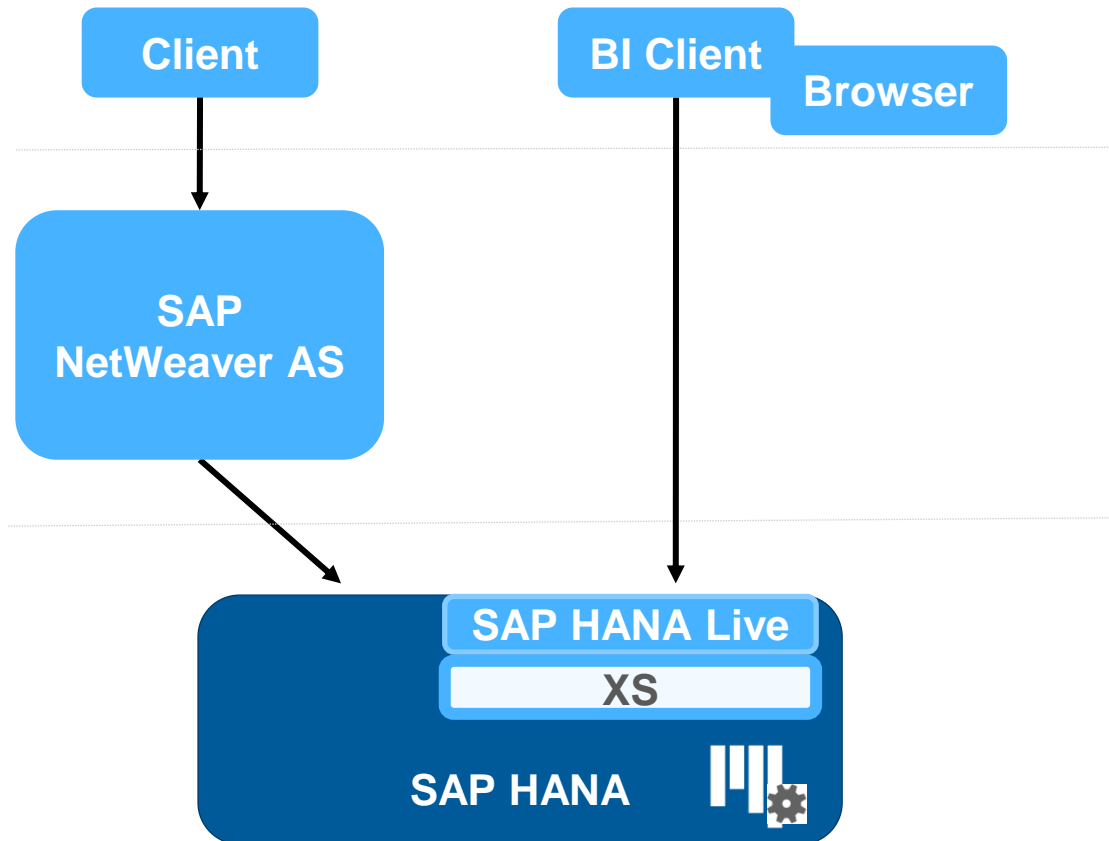 Client
BI Client
Browser
SAP
NetWeaver AS
SAP HANA Live
XS
SAP HANA